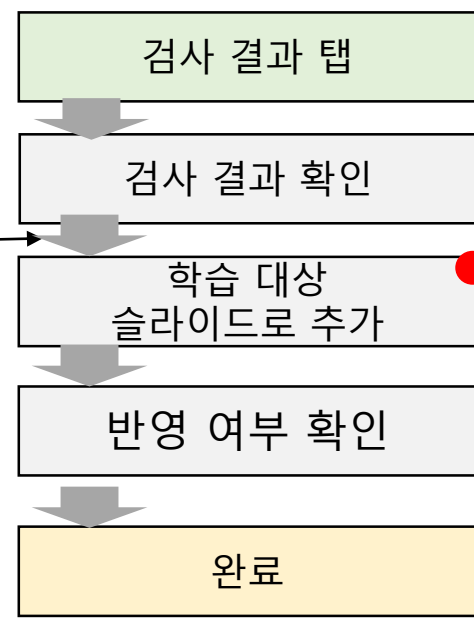 검사 결과 탭
검사 결과 확인
학습 대상
슬라이드로 추가
반영 여부 확인
완료